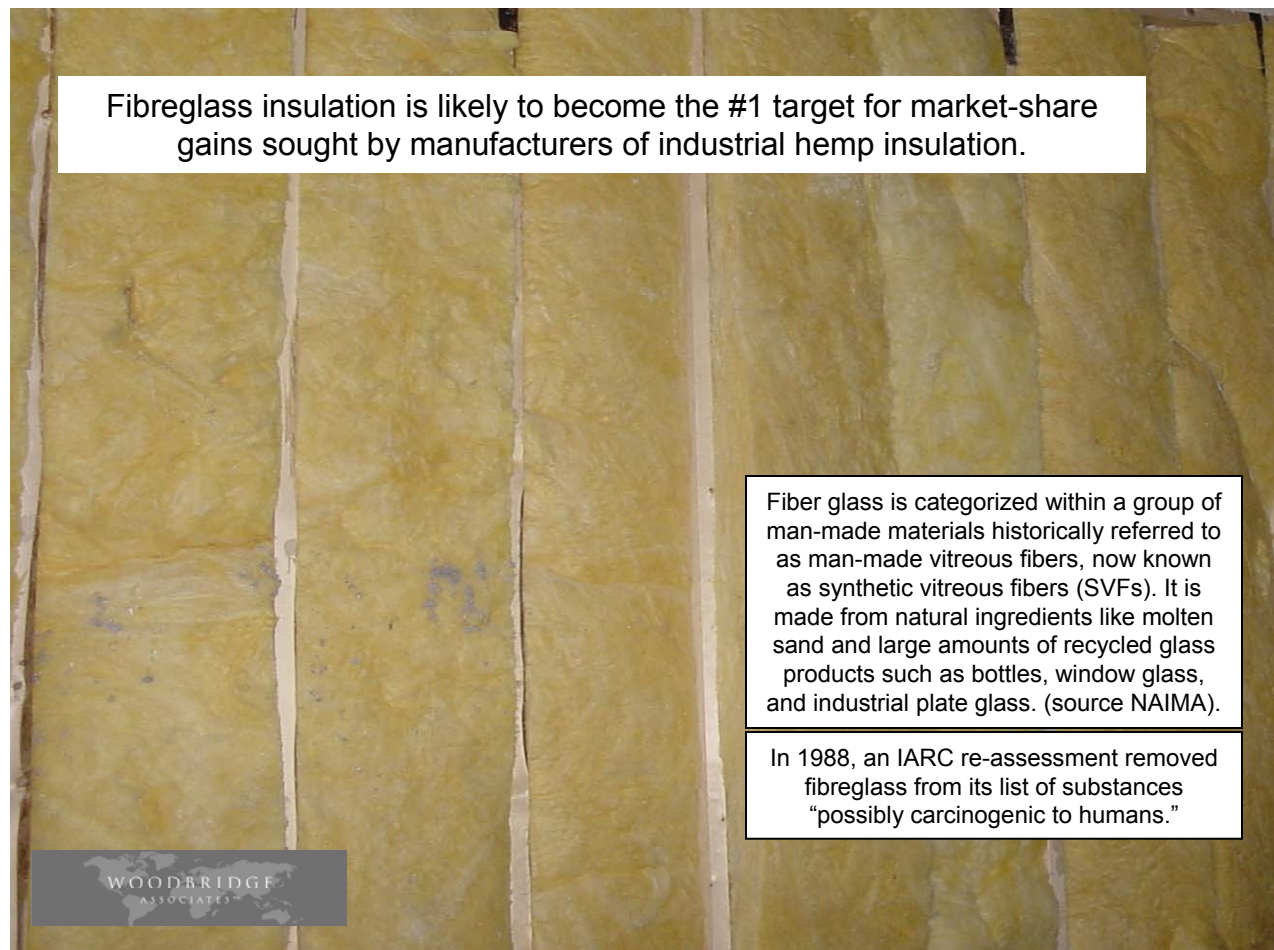 Fibreglass insulation is likely to become the #1 target for market-share
gains sought by manufacturers of industrial hemp insulation.
Fiber glass is categorized within a group of
man-made materials historically referred to
as man-made vitreous fibers, now known
as synthetic vitreous fibers (SVFs). It is
made from natural ingredients like molten
sand and large amounts of recycled glass
products such as bottles, window glass,
and industrial plate glass. (source NAIMA).
In 1988, an IARC re-assessment removed
fibreglass from its list of substances
“possibly carcinogenic to humans.”
WOODBRIDGE
ASSOCIATES